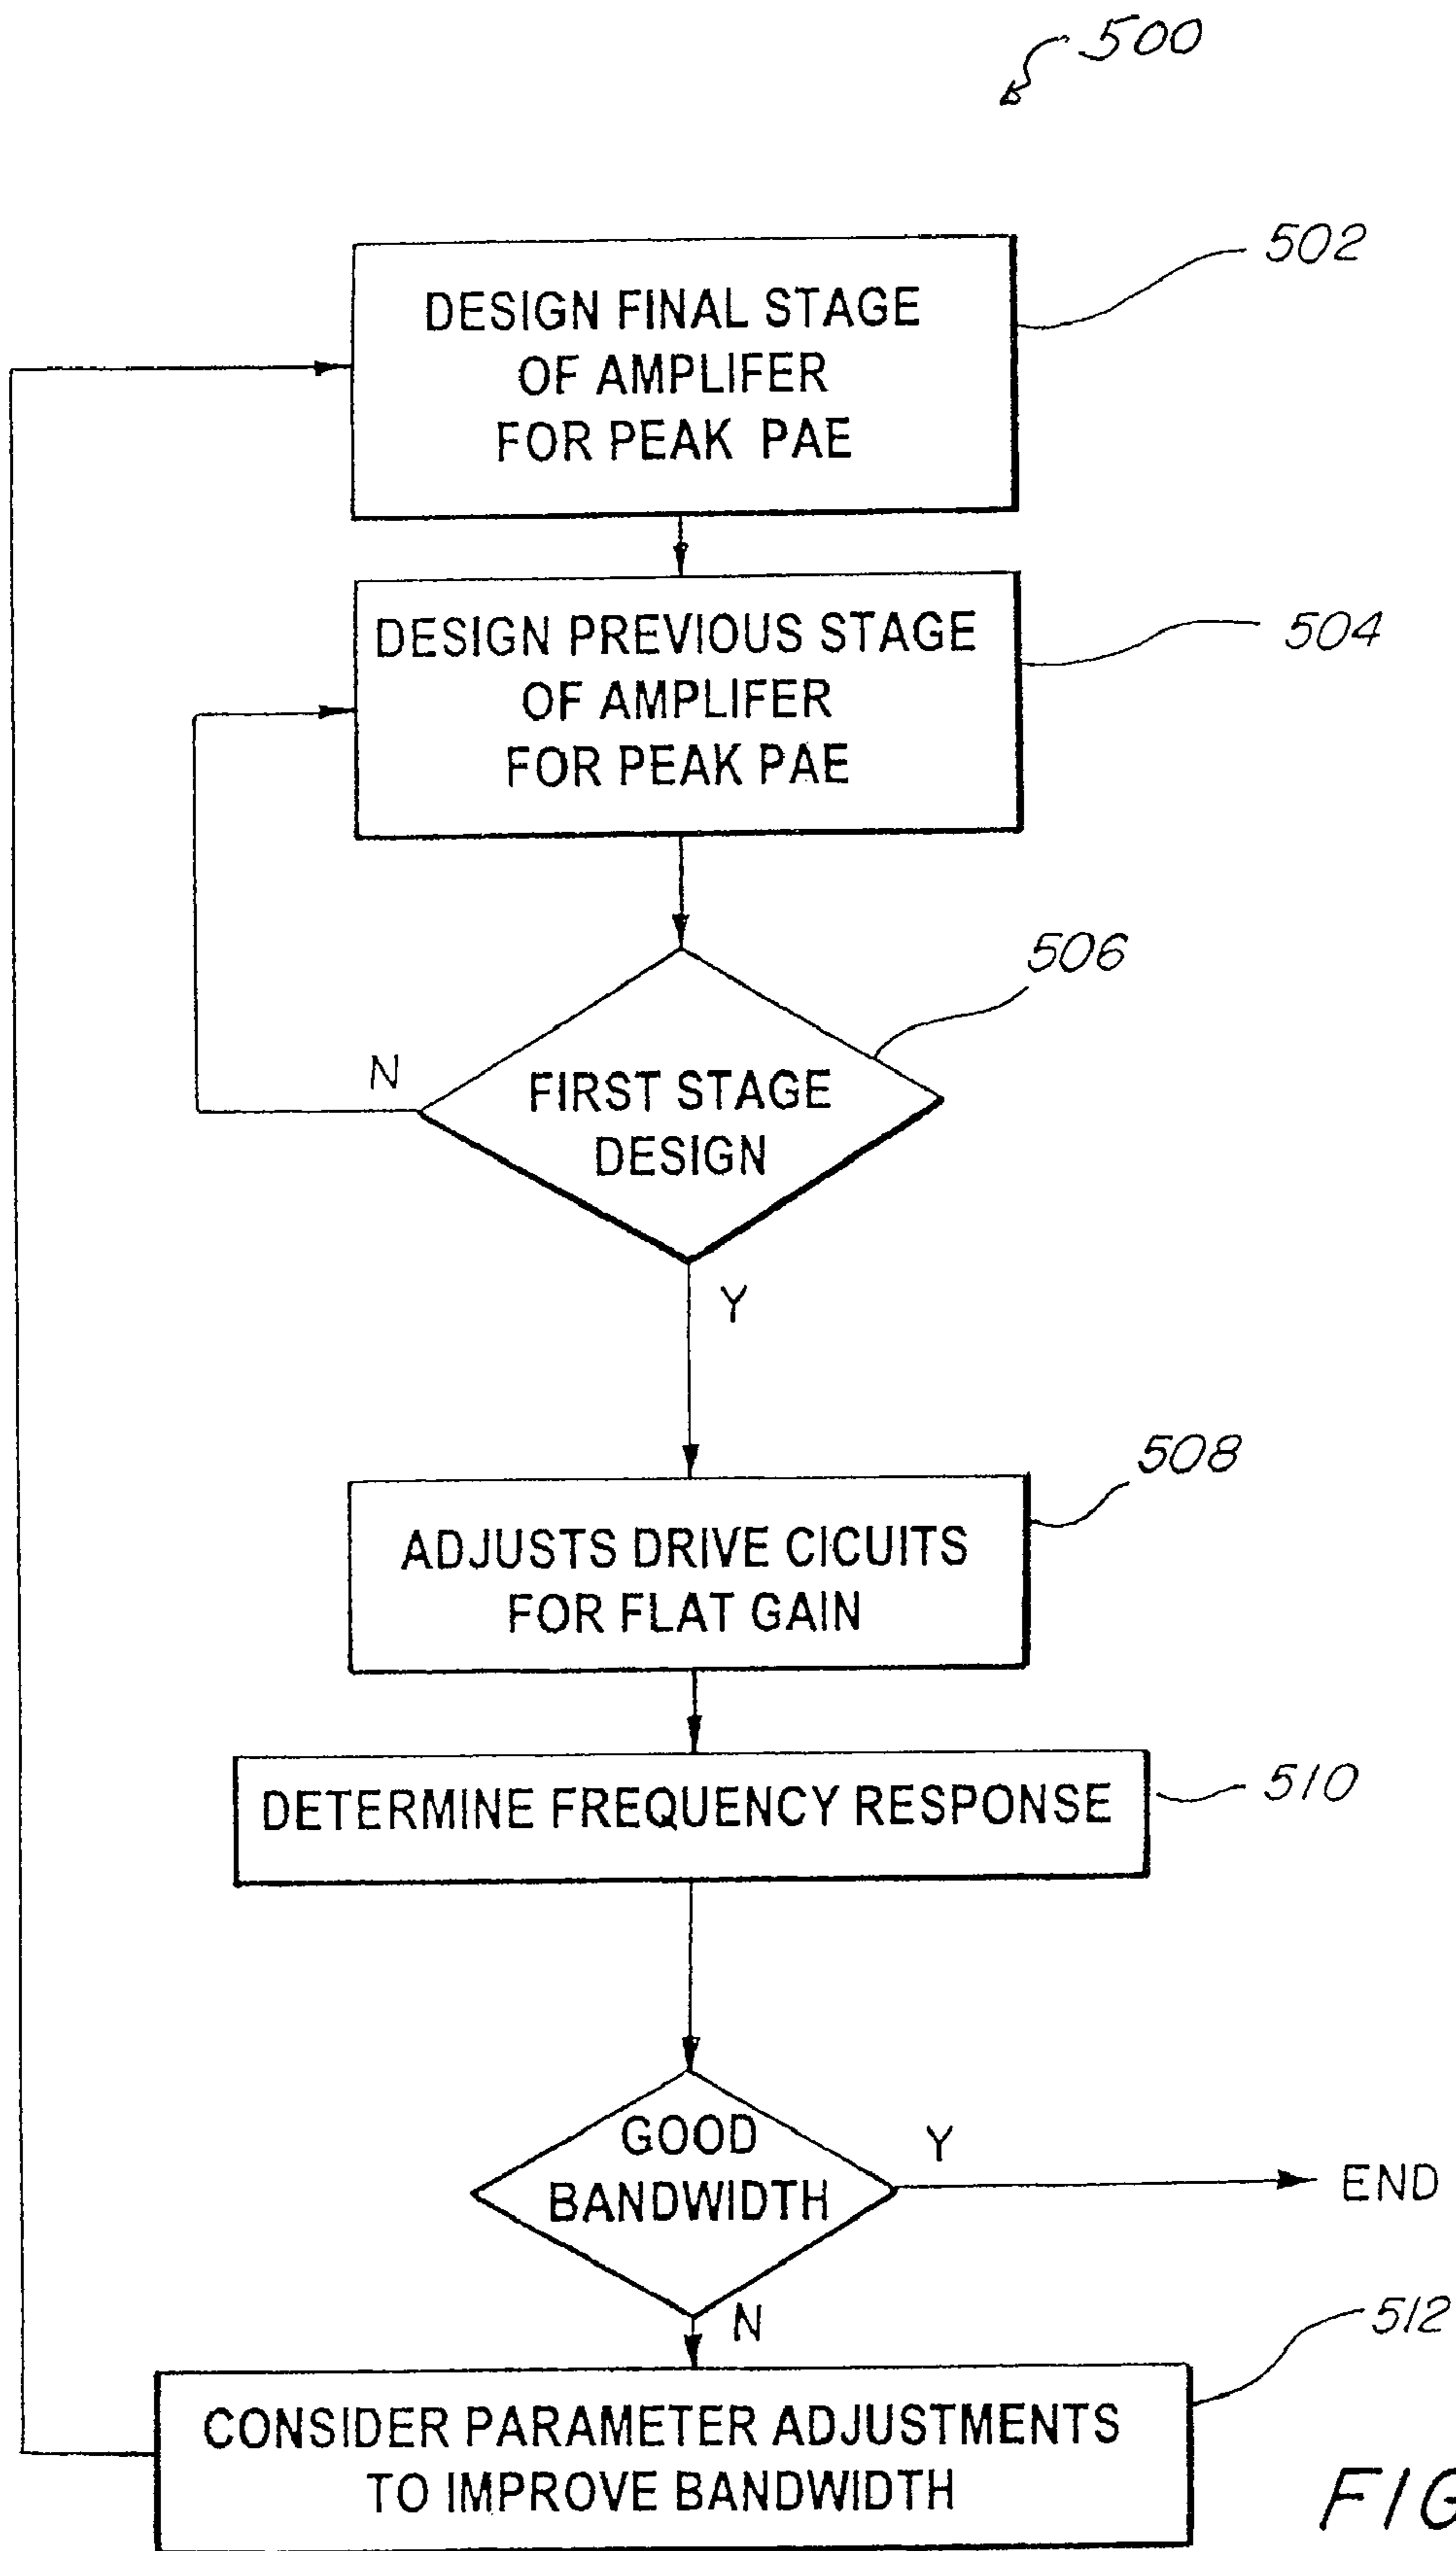 500
502
DESIGN FINAL STAGE
OF AMPLIFER
FOR PEAK PAE
504
DESIGN PREVIOUS STAGE
OF AMPLIFER
FOR PEAK PAE
506
N
FIRST STAGE
DESIGN
Y
508
ADJUSTS DRIVE CICUITS
FOR FLAT GAIN
510
DETERMINE FREQUENCY RESPONSE
GOOD
BANDWIDTH
Y
END
N
512
CONSIDER PARAMETER ADJUSTMENTS
TO IMPROVE BANDWIDTH
FIG